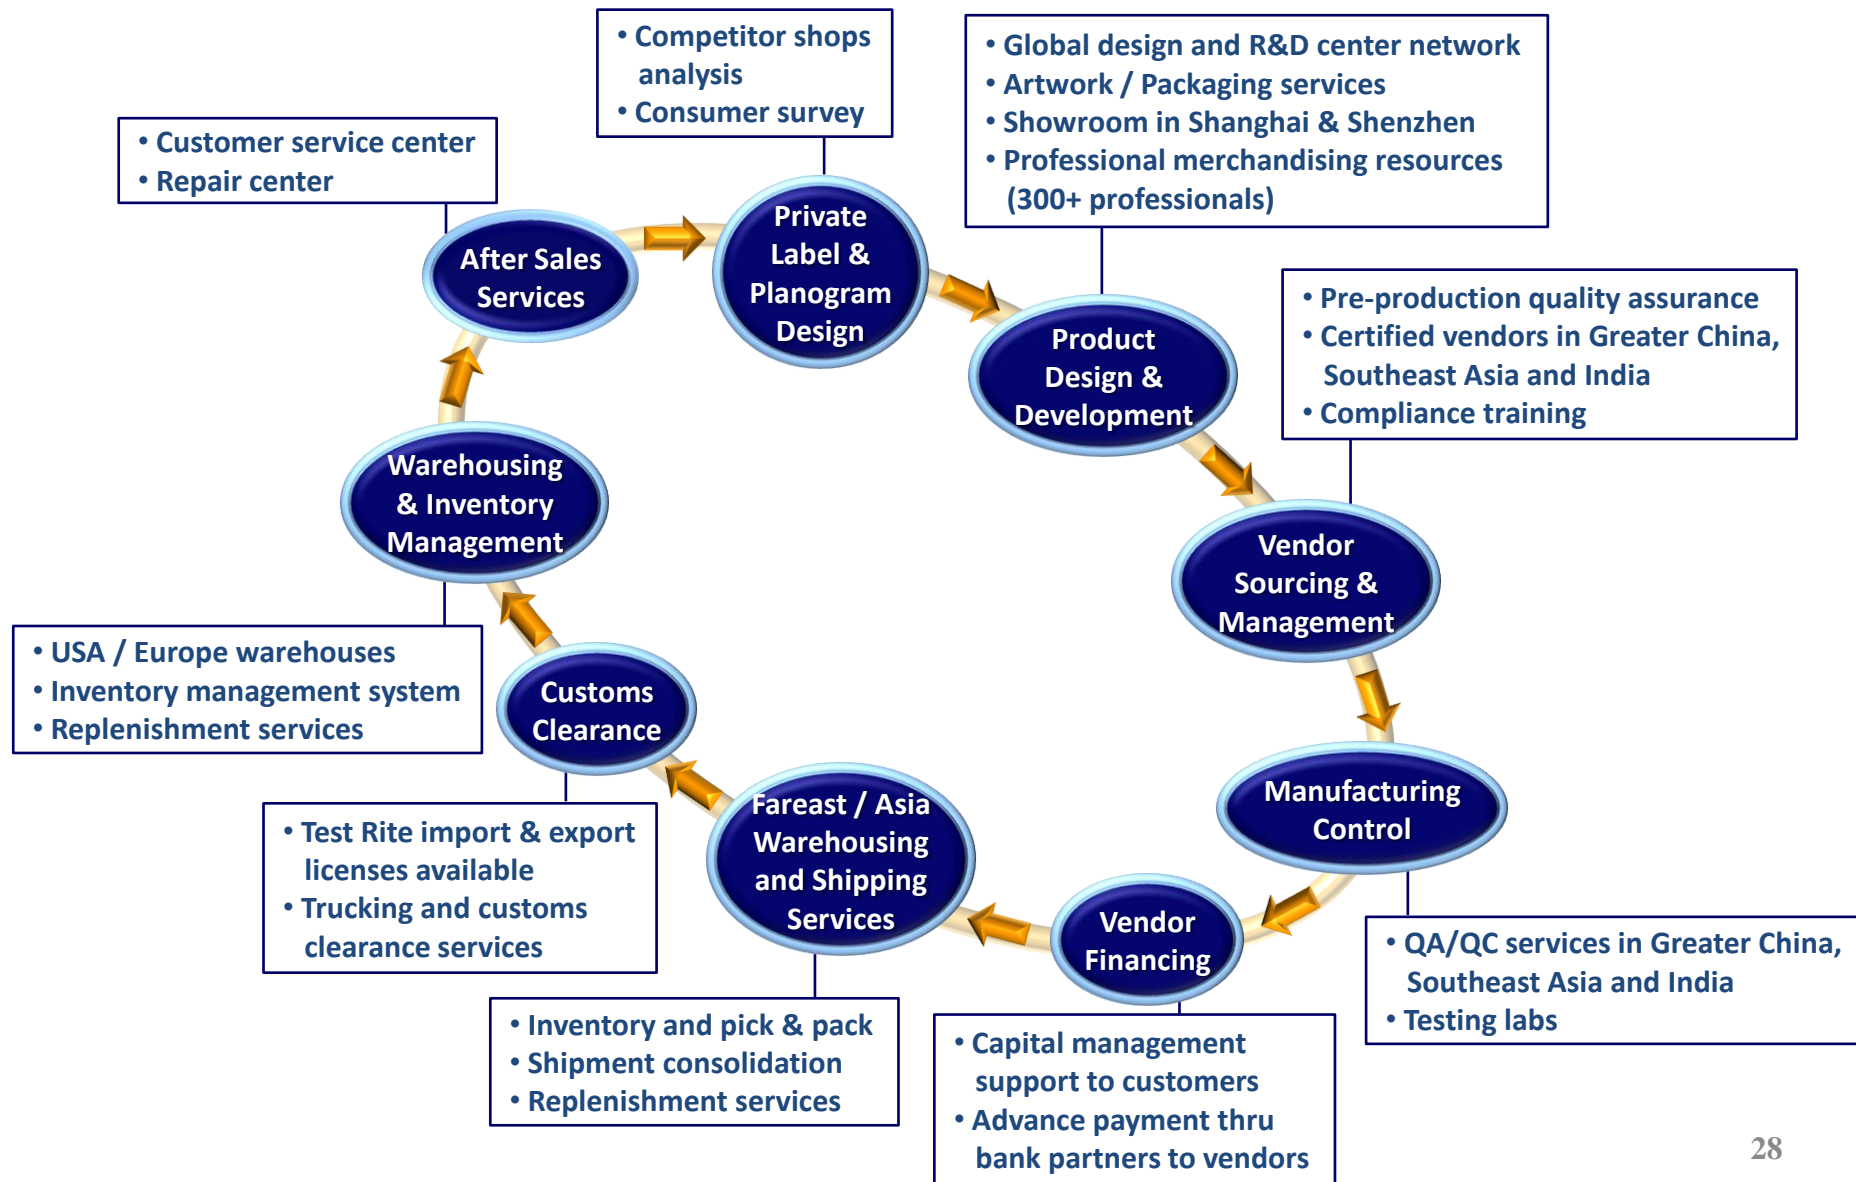 • Competitor shops
analysis
• Consumer survey
• Global design and R&D center network
• Artwork / Packaging services
• Showroom in Shanghai & Shenzhen
• Professional merchandising resources
(300+ professionals)
• Customer service center
• Repair center
Private
Label &
Planogram
Design
After Sales
Services
Product
Design &
Development
• Pre-production quality assurance
• Certified vendors in Greater China,
Southeast Asia and India
• Compliance training
Warehousing
& Inventory
Management
Vendor
Sourcing &
Management
• USA / Europe warehouses
• Inventory management system
• Replenishment services
Customs
Clearance
Manufacturing
Control
Fareast / Asia
Warehousing
and Shipping
Services
• Test Rite import & export
licenses available
• Trucking and customs
clearance services
Vendor
Financing
• QA/QC services in Greater China,
Southeast Asia and India
• Testing labs
• Inventory and pick & pack
• Shipment consolidation
• Replenishment services
• Capital management
support to customers
• Advance payment thru
bank partners to vendors
28